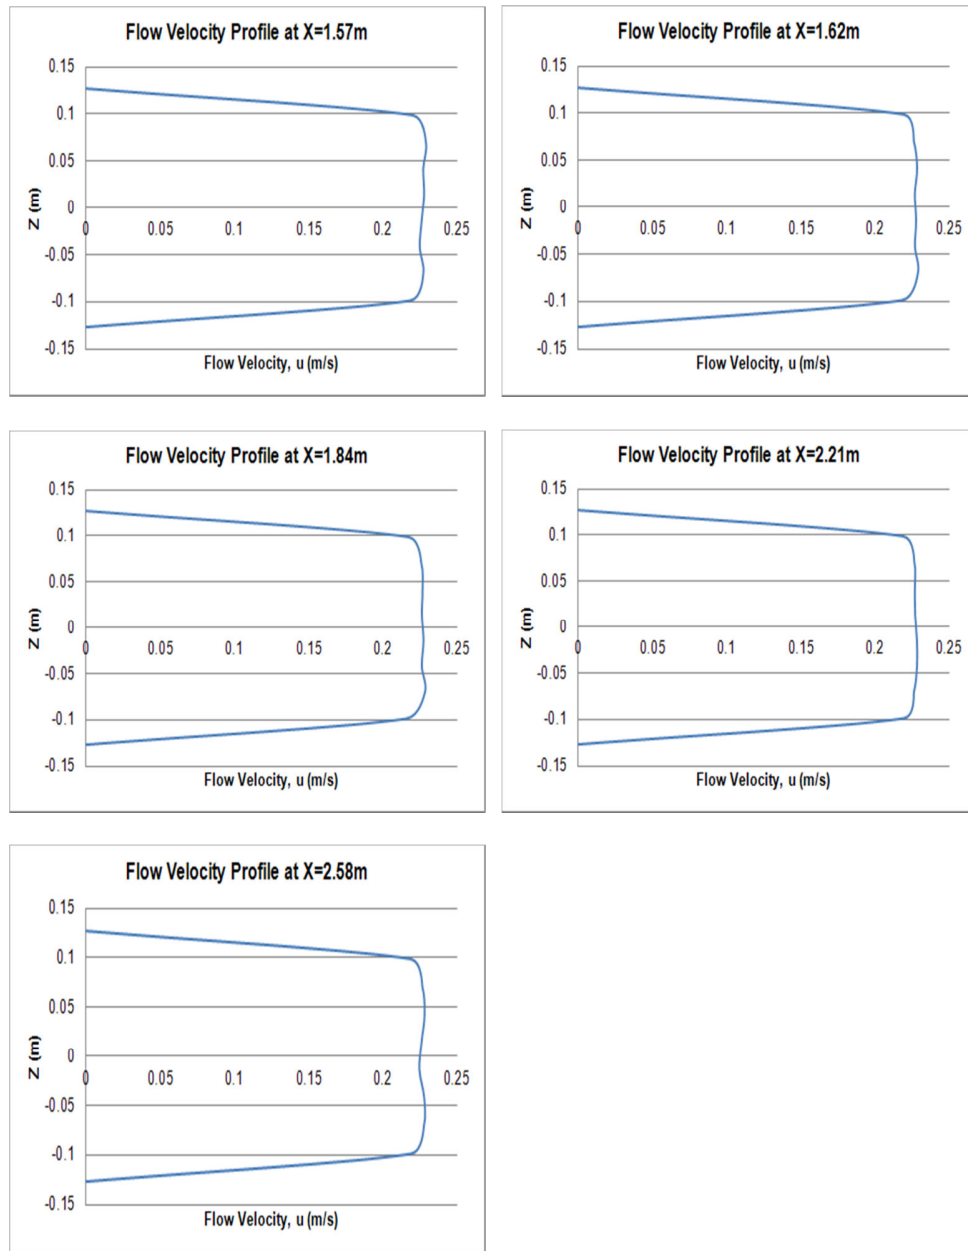 Flow Velocity Profile at X=1.57m
0.15
0.1
0.05
0
-0.05
-0.1
-0.15
0 0.05 0.1 0.15 0.2 0.25
Z (m)
Flow Velocity, u (m/s)
Flow Velocity Profile at X=1.62m
0.15
0.1
0.05
0
-0.05
-0.1
-0.15
0 0.05 0.1 0.15 0.2 0.25
Z (m)
Flow Velocity, u (m/s)
Flow Velocity Profile at X=1.84m
0.15
0.1
0.05
0
-0.05
-0.1
-0.15
0 0.05 0.1 0.15 0.2 0.25
Z (m)
Flow Velocity, u (m/s)
Flow Velocity Profile at X=2.21m
0.15
0.1
0.05
0
-0.05
-0.1
-0.15
0 0.05 0.1 0.15 0.2 0.25
Z (m)
Flow Velocity, u (m/s)
Flow Velocity Profile at X=2.58m
0.15
0.1
0.05
0
-0.05
-0.1
-0.15
0 0.05 0.1 0.15 0.2 0.25
Z (m)
Flow Velocity, u (m/s)